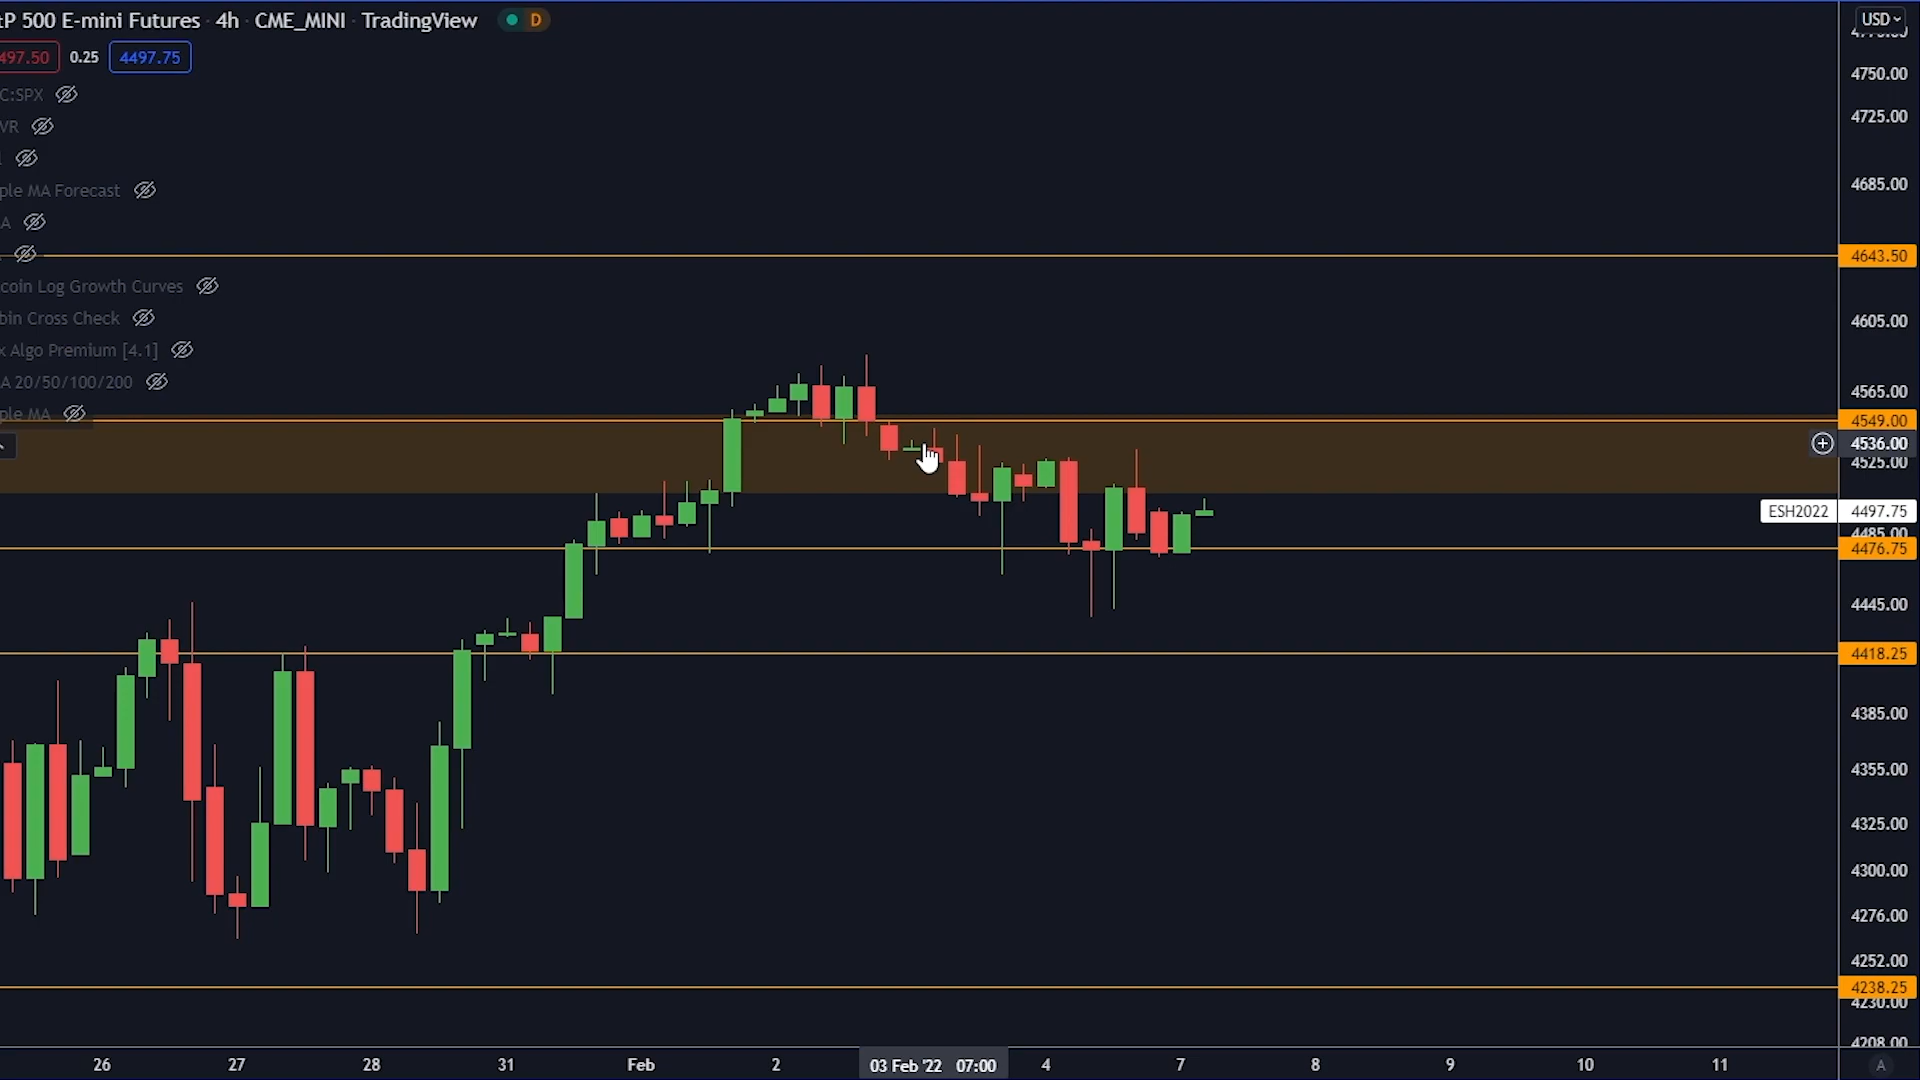 P 500 E-mini Futures · 4h · CME_MINI · TradingView D
497.50 0.25 4497.75
C:SPX
VR
ple MA Forecast
A
coin Log Growth Curves
bin Cross Check
x Algo Premium [4.1]
A 20/50/100/200
ple MA
USD
4750.00
4725.00
4685.00
4643.50
4605.00
4565.00
4549.00
4536.00
4525.00
ESH2022 4497.75
4485.00
4476.75
4445.00
4418.25
4385.00
4355.00
4325.00
4300.00
4276.00
4252.00
4238.25
4230.00
4208.00
26 27 28 31 Feb 2 03 Feb '22 07:00 4 7 8 9 10 11 A